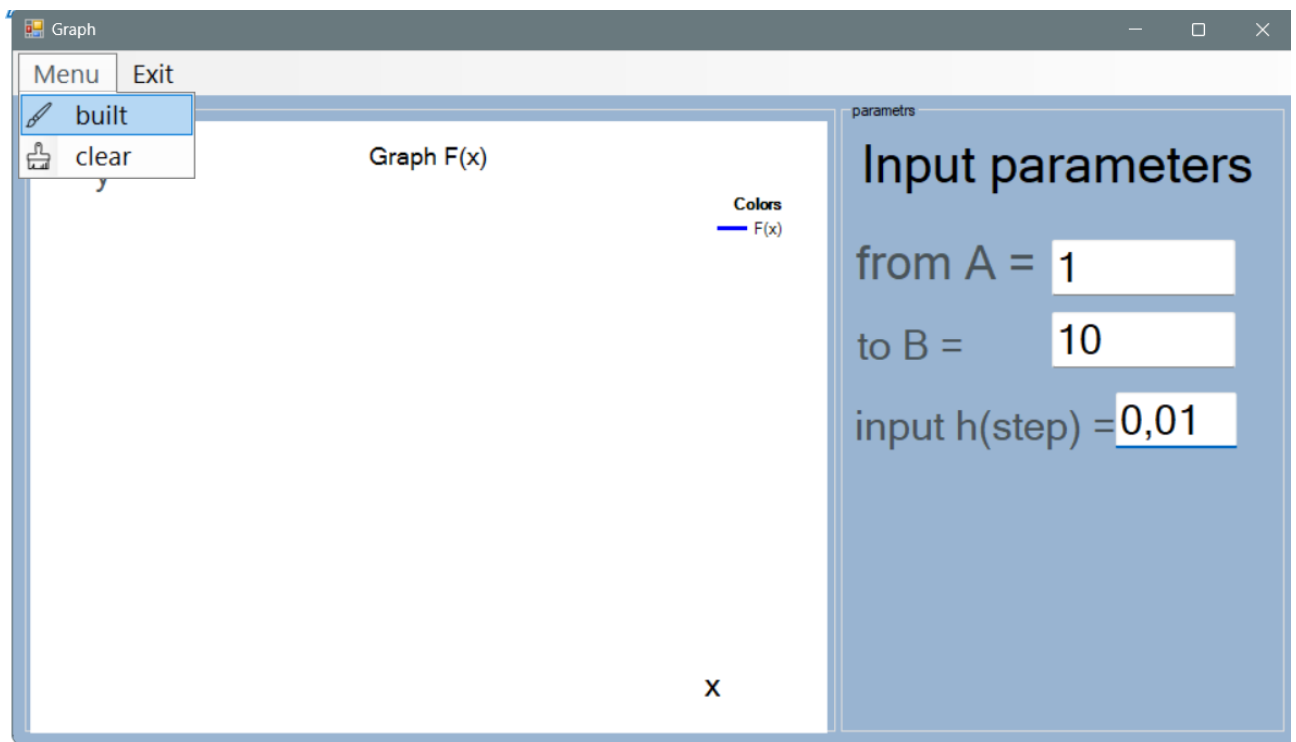 Graph
Menu Exit
built
clear
Graph F(x)
y
Colors
F(x)
x
parametrs
Input parameters
from A = 1
to B = 10
input h(step) = 0,01